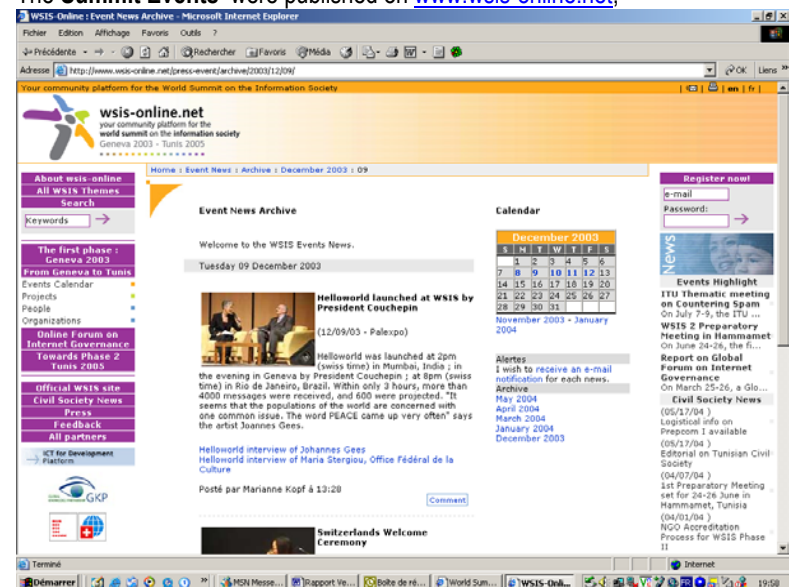 The Summit Events were published on www.wsis-online.net,
WSIS-Online : Event News Archive - Microsoft Internet Explorer
Fichier Edition Affichage Favoris Outils ?
Précédente Rechercher Favoris Média
Adresse http://www.wsis-online.net/press-event/archive/2003/12/09/ OK Liens
Your community platform for the World Summit on the Information Society
en | fr |
wsis-online.net
your community platform for the
world summit on the information society
Geneva 2003 - Tunis 2005
About wsis-online
All WSIS Themes
Search
Keywords
The first phase :
Geneva 2003
From Geneva to Tunis
Events Calendar
Projects
People
Organizations
Online Forum on
Internet Governance
Towards Phase 2
Tunis 2005
Official WSIS site
Civil Society News
Press
Feedback
All partners
ICT for Development
Platform
GKP
Home : Event News : Archive : December 2003 : 09
Event News Archive
Welcome to the WSIS Events News.
Tuesday 09 December 2003
Helloworld launched at WSIS by
President Couchepin
(12/09/03 - Palexpo)
Helloworld was launched at 2pm
(swiss time) in Mumbai, India ; in
the evening in Geneva by President Couchepin ; at 8pm (swiss
time) in Rio de Janeiro, Brazil. Within only 3 hours, more than
4000 messages were received, and 600 were projected. "It
seems that the populations of the world are concerned with
one common issue. The word PEACE came up very often" says
the artist Joannes Gees.
Helloworld interview of Johannes Gees
Helloworld interview of Maria Stergiou, Office Fédéral de la
Culture
Posté par Marianne Kopf à 13:28
Comment
Switzerlands Welcome
Ceremony
Calendar
December 2003
S M T W T F S
1 2 3 4 5 6
7 8 9 10 11 12 13
14 15 16 17 18 19 20
21 22 23 24 25 26 27
28 29 30 31
November 2003 - January
2004
Alertes
I wish to receive an e-mail
notification for each news.
Archive
May 2004
April 2004
March 2004
January 2004
December 2003
Register now!
e-mail
Password:
News
Events Highlight
ITU Thematic meeting
on Countering Spam
On July 7-9, the ITU ...
WSIS 2 Preparatory
Meeting in Hammamet
On June 24-26, the fi...
Report on Global
Forum on Internet
Governance
On March 25-26, a Glo...
Civil Society News
(05/17/04 )
Logistical info on
Prepcom I available
(05/17/04 )
Editorial on Tunisian Civil
Society
(04/07/04 )
1st Preparatory Meeting
set for 24-26 June in
Hammamet, Tunisia
(04/01/04 )
NGO Accreditation
Process for WSIS Phase
II
Terminé Internet
Démarrer MSN Messe... Rapport Ve... Boîte de ré... World Sum... WSIS-Onli... FR 19:50